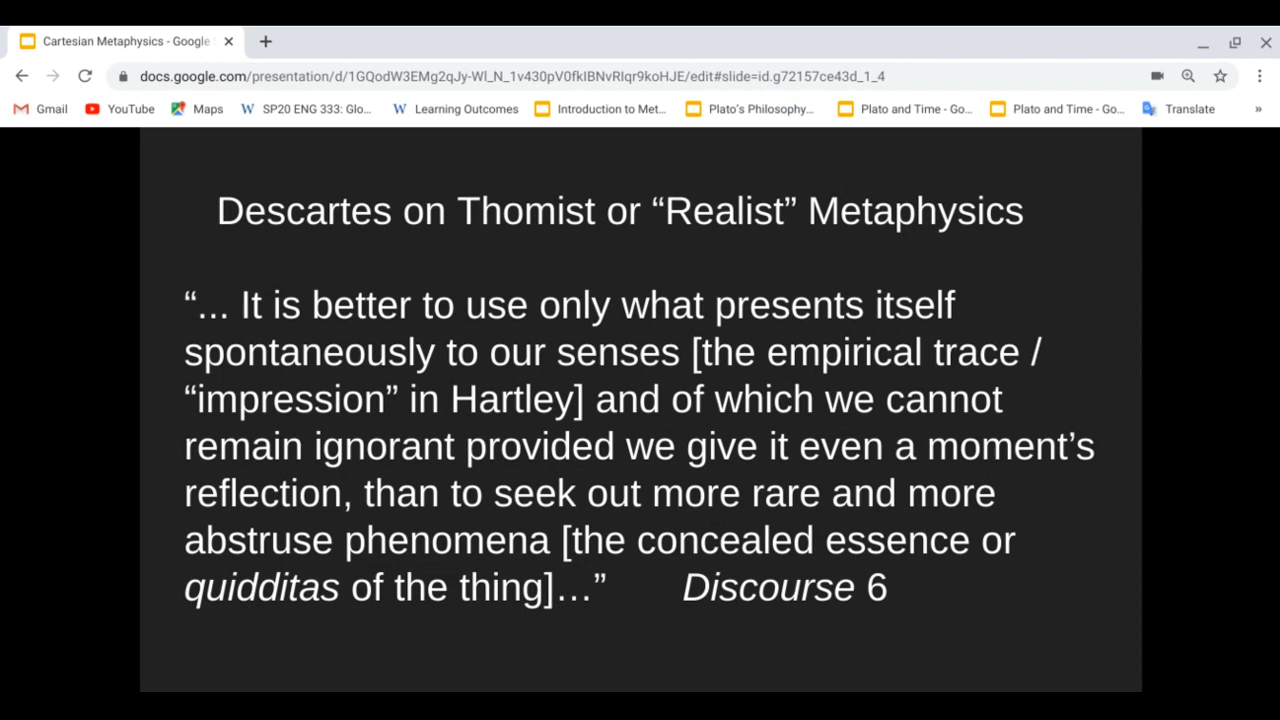 Cartesian Metaphysics - Google
docs.google.com/presentation/d/1GQodW3EMg2qJy-Wl_N_1v430pV0fkIBNvRIqr9koHJE/edit#slide=id.g72157ce43d_1_4
Gmail YouTube Maps SP20 ENG 333: Glo... Learning Outcomes Introduction to Met... Plato's Philosophy... Plato and Time - Go... Plato and Time - Go... Translate »
Descartes on Thomist or “Realist” Metaphysics
“... It is better to use only what presents itself
spontaneously to our senses [the empirical trace /
“impression” in Hartley] and of which we cannot
remain ignorant provided we give it even a moment’s
reflection, than to seek out more rare and more
abstruse phenomena [the concealed essence or
quidditas of the thing]…” Discourse 6